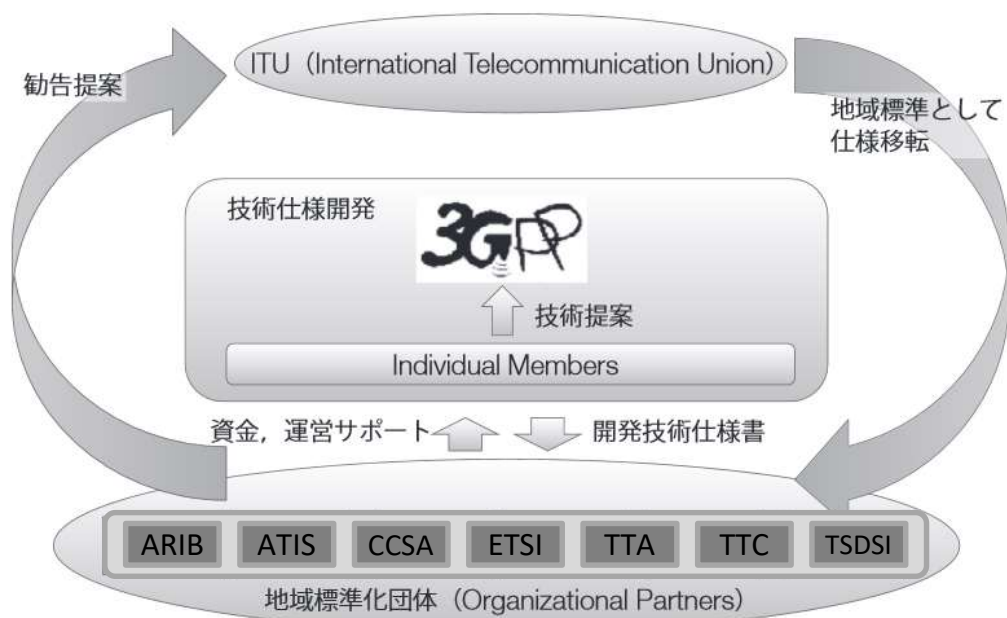 ITU（International Telecommunication Union）
勧告提案
地域標準として
仕様移転
技術仕様開発
3GPP
技術提案
Individual Members
資金，運営サポート
開発技術仕様書
ARIB
ATIS
CCSA
ETSI
TTA
TTC
TSDSI
地域標準化団体（Organizational Partners）